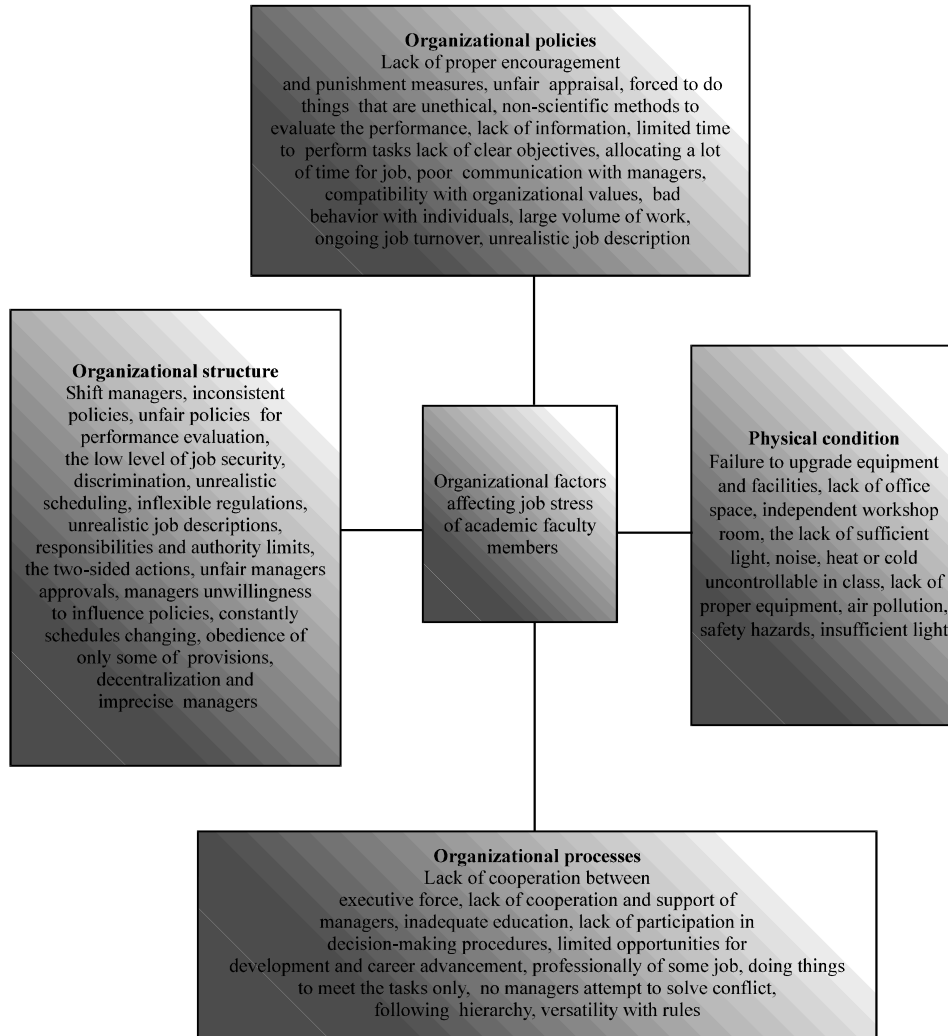 Organizational policies
Lack of proper encouragement
and punishment measures, unfair appraisal, forced to do
things that are unethical, non-scientific methods to
evaluate the performance, lack of information, limited time
to perform tasks lack of clear objectives, allocating a lot
of time for job, poor communication with managers,
compatibility with organizational values, bad
behavior with individuals, large volume of work,
ongoing job turnover, unrealistic job description
Organizational structure
Shift managers, inconsistent
policies, unfair policies for
performance evaluation,
the low level of job security,
discrimination, unrealistic
scheduling, inflexible regulations,
unrealistic job descriptions,
responsibilities and authority limits,
the two-sided actions, unfair managers
approvals, managers unwillingness
to influence policies, constantly
schedules changing, obedience of
only some of provisions,
decentralization and
imprecise managers
Organizational factors
affecting job stress
of academic faculty
members
Physical condition
Failure to upgrade equipment
and facilities, lack of office
space, independent workshop
room, the lack of sufficient
light, noise, heat or cold
uncontrollable in class, lack of
proper equipment, air pollution,
safety hazards, insufficient light
Organizational processes
Lack of cooperation between
executive force, lack of cooperation and support of
managers, inadequate education, lack of participation in
decision-making procedures, limited opportunities for
development and career advancement, professionally of some job, doing things
to meet the tasks only, no managers attempt to solve conflict,
following hierarchy, versatility with rules